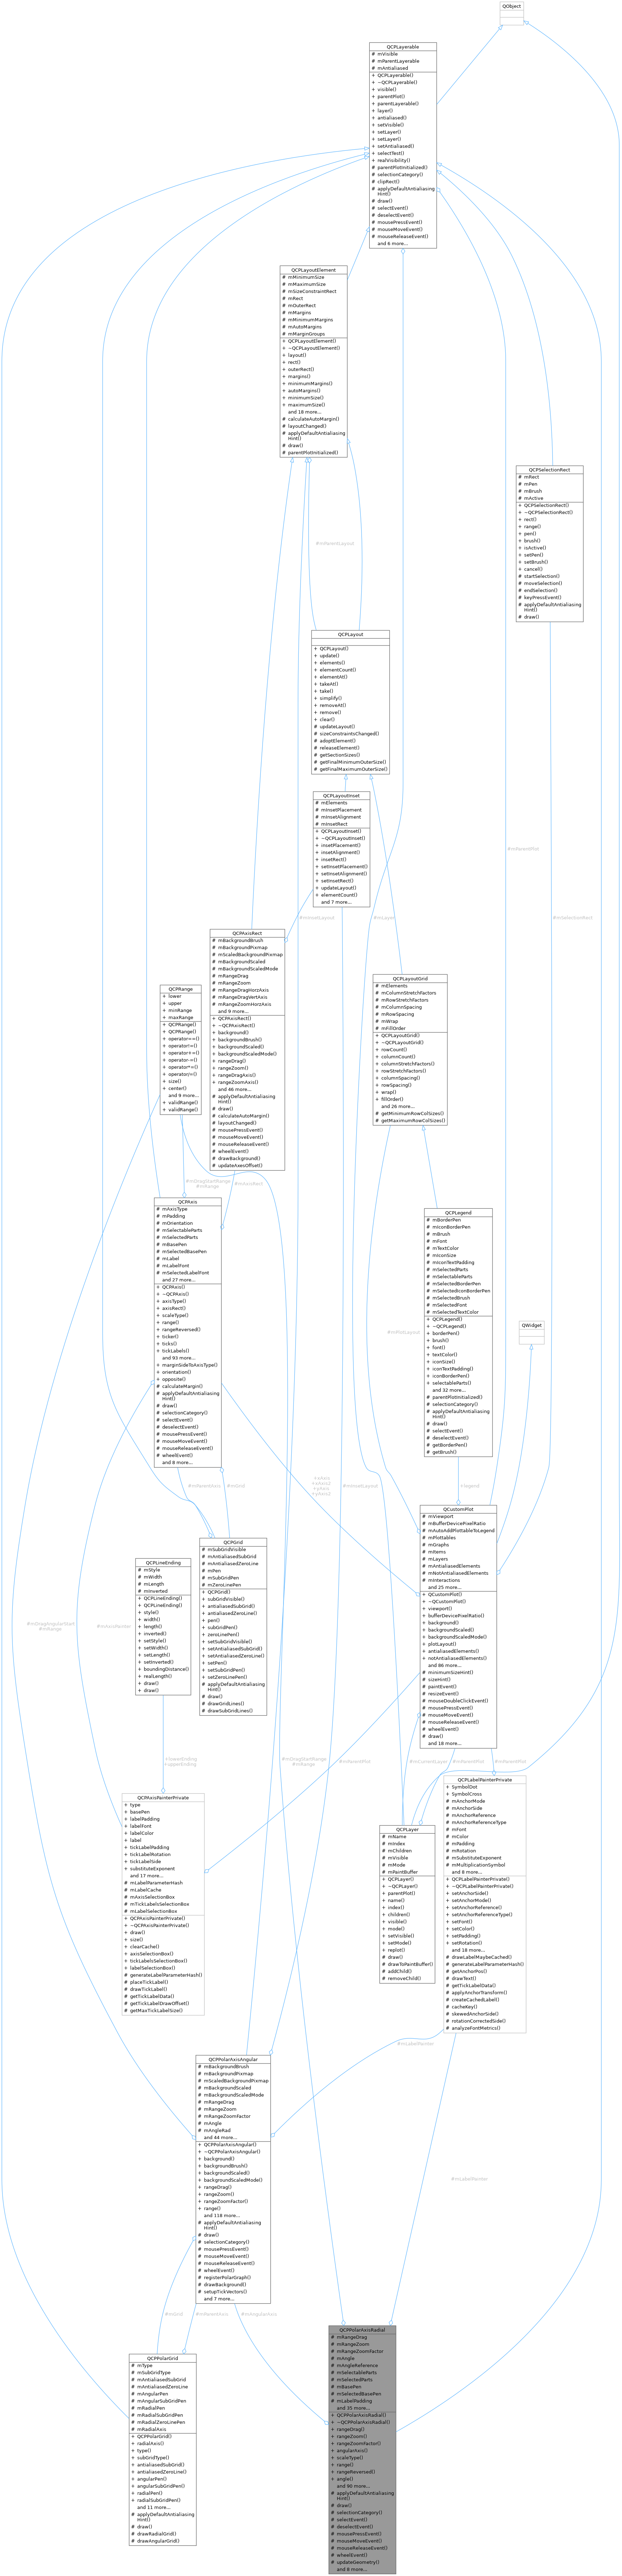 QObject
QCPLayerable
# mVisible
# mParentLayerable
# mAntialiased
+ QCPLayerable()
+ ~QCPLayerable()
+ visible()
+ parentPlot()
+ parentLayerable()
+ layer()
+ antialiased()
+ setVisible()
+ setLayer()
+ setLayer()
+ setAntialiased()
+ selectTest()
+ realVisibility()
# parentPlotInitialized()
# selectionCategory()
# clipRect()
# applyDefaultAntialiasing
Hint()
# draw()
# selectEvent()
# deselectEvent()
# mousePressEvent()
# mouseMoveEvent()
# mouseReleaseEvent()
and 6 more...
QCPLayoutElement
# mMinimumSize
# mMaximumSize
# mSizeConstraintRect
# mRect
# mOuterRect
# mMargins
# mMinimumMargins
# mAutoMargins
# mMarginGroups
+ QCPLayoutElement()
+ ~QCPLayoutElement()
+ layout()
+ rect()
+ outerRect()
+ margins()
+ minimumMargins()
+ autoMargins()
+ minimumSize()
+ maximumSize()
and 18 more...
# calculateAutoMargin()
# layoutChanged()
# applyDefaultAntialiasing
Hint()
# draw()
# parentPlotInitialized()
QCPSelectionRect
# mRect
# mPen
# mBrush
# mActive
+ QCPSelectionRect()
+ ~QCPSelectionRect()
+ rect()
+ range()
+ pen()
+ brush()
+ isActive()
+ setPen()
+ setBrush()
+ cancel()
# startSelection()
# moveSelection()
# endSelection()
# keyPressEvent()
# applyDefaultAntialiasing
Hint()
# draw()
#mParentLayout
QCPLayout
+ QCPLayout()
+ update()
+ elements()
+ elementCount()
+ elementAt()
+ takeAt()
+ take()
+ simplify()
+ removeAt()
+ remove()
+ clear()
# updateLayout()
# sizeConstraintsChanged()
# adoptElement()
# releaseElement()
# getSectionSizes()
# getFinalMinimumOuterSize()
# getFinalMaximumOuterSize()
QCPLayoutInset
# mElements
# mInsetPlacement
# mInsetAlignment
# mInsetRect
+ QCPLayoutInset()
+ ~QCPLayoutInset()
+ insetPlacement()
+ insetAlignment()
+ insetRect()
+ setInsetPlacement()
+ setInsetAlignment()
+ setInsetRect()
+ updateLayout()
+ elementCount()
and 7 more...
#mParentPlot
#mInsetLayout
#mLayer
#mSelectionRect
QCPAxisRect
# mBackgroundBrush
# mBackgroundPixmap
# mScaledBackgroundPixmap
# mBackgroundScaled
# mBackgroundScaledMode
# mRangeDrag
# mRangeZoom
# mRangeDragHorzAxis
# mRangeDragVertAxis
# mRangeZoomHorzAxis
and 9 more...
+ QCPAxisRect()
+ ~QCPAxisRect()
+ background()
+ backgroundBrush()
+ backgroundScaled()
+ backgroundScaledMode()
+ rangeDrag()
+ rangeZoom()
+ rangeDragAxis()
+ rangeZoomAxis()
and 46 more...
# applyDefaultAntialiasing
Hint()
# draw()
# calculateAutoMargin()
# layoutChanged()
# mousePressEvent()
# mouseMoveEvent()
# mouseReleaseEvent()
# wheelEvent()
# drawBackground()
# updateAxesOffset()
QCPRange
+ lower
+ upper
+ minRange
+ maxRange
+ QCPRange()
+ QCPRange()
+ operator==()
+ operator!=()
+ operator+=()
+ operator-=()
+ operator*=()
+ operator/=()
+ size()
+ center()
and 9 more...
+ validRange()
+ validRange()
QCPLayoutGrid
# mElements
# mColumnStretchFactors
# mRowStretchFactors
# mColumnSpacing
# mRowSpacing
# mWrap
# mFillOrder
+ QCPLayoutGrid()
+ ~QCPLayoutGrid()
+ rowCount()
+ columnCount()
+ columnStretchFactors()
+ rowStretchFactors()
+ columnSpacing()
+ rowSpacing()
+ wrap()
+ fillOrder()
and 26 more...
# getMinimumRowColSizes()
# getMaximumRowColSizes()
#mDragStartRange
#mRange
#mAxisRect
QCPAxis
# mAxisType
# mPadding
# mOrientation
# mSelectableParts
# mSelectedParts
# mBasePen
# mSelectedBasePen
# mLabel
# mLabelFont
# mSelectedLabelFont
and 27 more...
+ QCPAxis()
+ ~QCPAxis()
+ axisType()
+ axisRect()
+ scaleType()
+ range()
+ rangeReversed()
+ ticker()
+ ticks()
+ tickLabels()
and 93 more...
+ marginSideToAxisType()
+ orientation()
+ opposite()
# calculateMargin()
# applyDefaultAntialiasing
Hint()
# draw()
# selectionCategory()
# selectEvent()
# deselectEvent()
# mousePressEvent()
# mouseMoveEvent()
# mouseReleaseEvent()
# wheelEvent()
and 8 more...
QCPLegend
# mBorderPen
# mIconBorderPen
# mBrush
# mFont
# mTextColor
# mIconSize
# mIconTextPadding
# mSelectedParts
# mSelectableParts
# mSelectedBorderPen
# mSelectedIconBorderPen
# mSelectedBrush
# mSelectedFont
# mSelectedTextColor
+ QCPLegend()
+ ~QCPLegend()
+ borderPen()
+ brush()
+ font()
+ textColor()
+ iconSize()
+ iconTextPadding()
+ iconBorderPen()
+ selectableParts()
and 32 more...
# parentPlotInitialized()
# selectionCategory()
# applyDefaultAntialiasing
Hint()
# draw()
# selectEvent()
# deselectEvent()
# getBorderPen()
# getBrush()
QWidget
#mPlotLayout
#mParentAxis
#mGrid
+xAxis
+xAxis2
+yAxis
+yAxis2
#mInsetLayout
+legend
QCustomPlot
# mViewport
# mBufferDevicePixelRatio
# mAutoAddPlottableToLegend
# mPlottables
# mGraphs
# mItems
# mLayers
# mAntialiasedElements
# mNotAntialiasedElements
# mInteractions
and 25 more...
+ QCustomPlot()
+ ~QCustomPlot()
+ viewport()
+ bufferDevicePixelRatio()
+ background()
+ backgroundScaled()
+ backgroundScaledMode()
+ plotLayout()
+ antialiasedElements()
+ notAntialiasedElements()
and 86 more...
# minimumSizeHint()
# sizeHint()
# paintEvent()
# resizeEvent()
# mouseDoubleClickEvent()
# mousePressEvent()
# mouseMoveEvent()
# mouseReleaseEvent()
# wheelEvent()
# draw()
and 18 more...
QCPGrid
# mSubGridVisible
# mAntialiasedSubGrid
# mAntialiasedZeroLine
# mPen
# mSubGridPen
# mZeroLinePen
+ QCPGrid()
+ subGridVisible()
+ antialiasedSubGrid()
+ antialiasedZeroLine()
+ pen()
+ subGridPen()
+ zeroLinePen()
+ setSubGridVisible()
+ setAntialiasedSubGrid()
+ setAntialiasedZeroLine()
+ setPen()
+ setSubGridPen()
+ setZeroLinePen()
# applyDefaultAntialiasing
Hint()
# draw()
# drawGridLines()
# drawSubGridLines()
QCPLineEnding
# mStyle
# mWidth
# mLength
# mInverted
+ QCPLineEnding()
+ QCPLineEnding()
+ style()
+ width()
+ length()
+ inverted()
+ setStyle()
+ setWidth()
+ setLength()
+ setInverted()
+ boundingDistance()
+ realLength()
+ draw()
+ draw()
#mDragAngularStart
#mRange
#mAxisPainter
+lowerEnding
+upperEnding
#mDragStartRange
#mRange
#mParentPlot
#mCurrentLayer
#mParentPlot
#mParentPlot
QCPAxisPainterPrivate
+ type
+ basePen
+ labelPadding
+ labelFont
+ labelColor
+ label
+ tickLabelPadding
+ tickLabelRotation
+ tickLabelSide
+ substituteExponent
and 17 more...
# mLabelParameterHash
# mLabelCache
# mAxisSelectionBox
# mTickLabelsSelectionBox
# mLabelSelectionBox
+ QCPAxisPainterPrivate()
+ ~QCPAxisPainterPrivate()
+ draw()
+ size()
+ clearCache()
+ axisSelectionBox()
+ tickLabelsSelectionBox()
+ labelSelectionBox()
# generateLabelParameterHash()
# placeTickLabel()
# drawTickLabel()
# getTickLabelData()
# getTickLabelDrawOffset()
# getMaxTickLabelSize()
QCPLabelPainterPrivate
+ SymbolDot
+ SymbolCross
# mAnchorMode
# mAnchorSide
# mAnchorReference
# mAnchorReferenceType
# mFont
# mColor
# mPadding
# mRotation
# mSubstituteExponent
# mMultiplicationSymbol
and 8 more...
+ QCPLabelPainterPrivate()
+ ~QCPLabelPainterPrivate()
+ setAnchorSide()
+ setAnchorMode()
+ setAnchorReference()
+ setAnchorReferenceType()
+ setFont()
+ setColor()
+ setPadding()
+ setRotation()
and 18 more...
# drawLabelMaybeCached()
# generateLabelParameterHash()
# getAnchorPos()
# drawText()
# getTickLabelData()
# applyAnchorTransform()
# createCachedLabel()
# cacheKey()
# skewedAnchorSide()
# rotationCorrectedSide()
# analyzeFontMetrics()
QCPLayer
# mName
# mIndex
# mChildren
# mVisible
# mMode
# mPaintBuffer
+ QCPLayer()
+ ~QCPLayer()
+ parentPlot()
+ name()
+ index()
+ children()
+ visible()
+ mode()
+ setVisible()
+ setMode()
+ replot()
# draw()
# drawToPaintBuffer()
# addChild()
# removeChild()
#mLabelPainter
QCPPolarAxisAngular
# mBackgroundBrush
# mBackgroundPixmap
# mScaledBackgroundPixmap
# mBackgroundScaled
# mBackgroundScaledMode
# mRangeDrag
# mRangeZoom
# mRangeZoomFactor
# mAngle
# mAngleRad
and 44 more...
+ QCPPolarAxisAngular()
+ ~QCPPolarAxisAngular()
+ background()
+ backgroundBrush()
+ backgroundScaled()
+ backgroundScaledMode()
+ rangeDrag()
+ rangeZoom()
+ rangeZoomFactor()
+ range()
and 118 more...
# applyDefaultAntialiasing
Hint()
# draw()
# selectionCategory()
# mousePressEvent()
# mouseMoveEvent()
# mouseReleaseEvent()
# wheelEvent()
# registerPolarGraph()
# drawBackground()
# setupTickVectors()
and 7 more...
#mLabelPainter
#mGrid
#mParentAxis
#mAngularAxis
QCPPolarGrid
# mType
# mSubGridType
# mAntialiasedSubGrid
# mAntialiasedZeroLine
# mAngularPen
# mAngularSubGridPen
# mRadialPen
# mRadialSubGridPen
# mRadialZeroLinePen
# mRadialAxis
+ QCPPolarGrid()
+ radialAxis()
+ type()
+ subGridType()
+ antialiasedSubGrid()
+ antialiasedZeroLine()
+ angularPen()
+ angularSubGridPen()
+ radialPen()
+ radialSubGridPen()
and 11 more...
# applyDefaultAntialiasing
Hint()
# draw()
# drawRadialGrid()
# drawAngularGrid()
QCPPolarAxisRadial
# mRangeDrag
# mRangeZoom
# mRangeZoomFactor
# mAngle
# mAngleReference
# mSelectableParts
# mSelectedParts
# mBasePen
# mSelectedBasePen
# mLabelPadding
and 35 more...
+ QCPPolarAxisRadial()
+ ~QCPPolarAxisRadial()
+ rangeDrag()
+ rangeZoom()
+ rangeZoomFactor()
+ angularAxis()
+ scaleType()
+ range()
+ rangeReversed()
+ angle()
and 90 more...
# applyDefaultAntialiasing
Hint()
# draw()
# selectionCategory()
# selectEvent()
# deselectEvent()
# mousePressEvent()
# mouseMoveEvent()
# mouseReleaseEvent()
# wheelEvent()
# updateGeometry()
and 8 more...